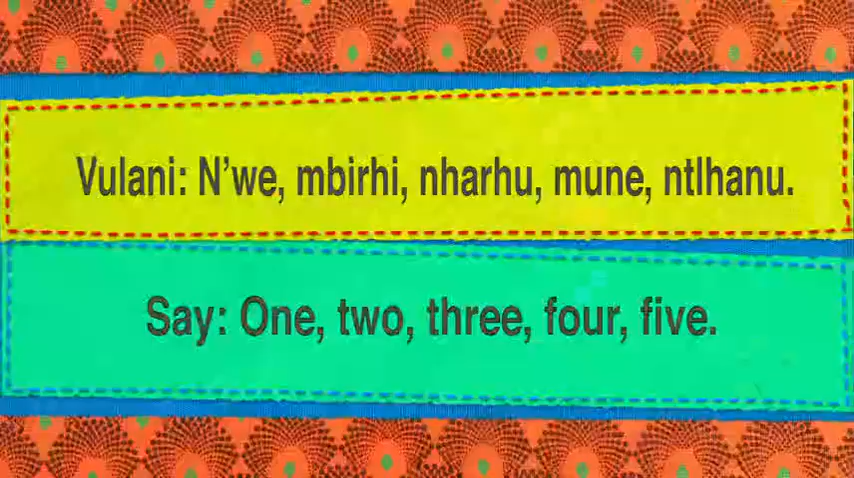 Vulani: N'we, mbirhi, nharhu, mune, ntlhanu.
Say: One, two, three, four, five.